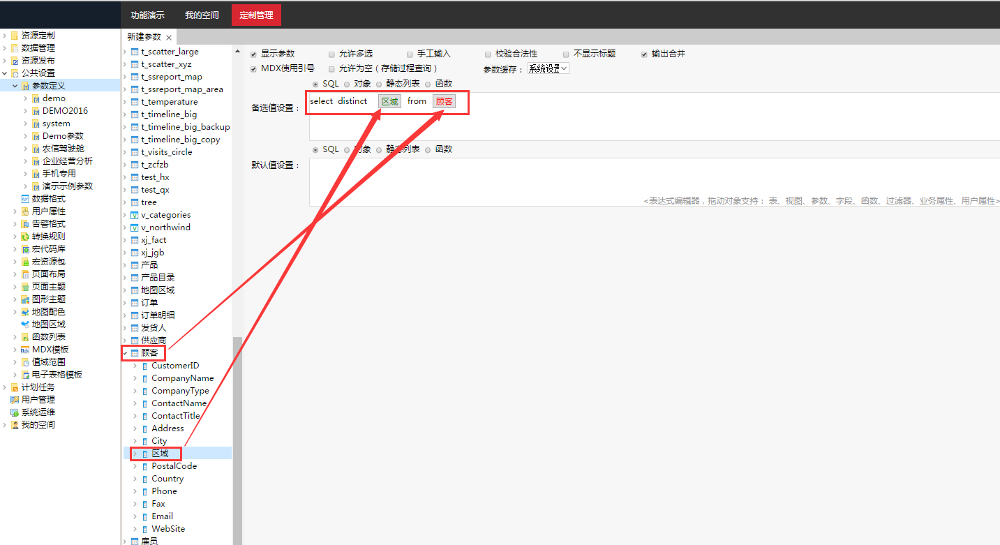 功能演示 我的空间 定制管理
资源定制
数据管理
资源发布
公共设置
参数定义
demo
DEMO2016
system
Demo参数
农信驾驶舱
企业经营分析
手机专用
演示示例参数
数据格式
用户属性
告警格式
转换规则
宏代码库
宏资源包
页面布局
页面主题
图形主题
地图配色
地图区域
函数列表
MDX模板
值域范围
电子表格模板
计划任务
用户管理
系统运维
我的空间
新建参数
t_scatter_large
t_scatter_xyz
t_ssreport_map
t_ssreport_map_area
t_temperature
t_timeline_big
t_timeline_big_backup
t_timeline_big_copy
t_visits_circle
t_zcfzb
test_hx
test_qx
tree
v_categories
v_northwind
xj_fact
xj_jgb
产品
产品目录
地图区域
订单
订单明细
发货人
供应商
顾客
CustomerID
CompanyName
CompanyType
ContactName
ContactTitle
Address
City
区域
PostalCode
Country
Phone
Fax
Email
WebSite
雇员
显示参数 允许多选 手工输入 校验合法性 不显示标题 输出合并
MDX使用引号 允许为空（存储过程查询） 参数缓存： 系统设置
SQL 对象 静态列表 函数
备选值设置： select distinct 区域 from 顾客
SQL 对象 静态列表 函数
默认值设置：
<表达式编辑器，拖动对象支持： 表、视图、参数、字段、函数、过滤器、业务属性、用户属性>